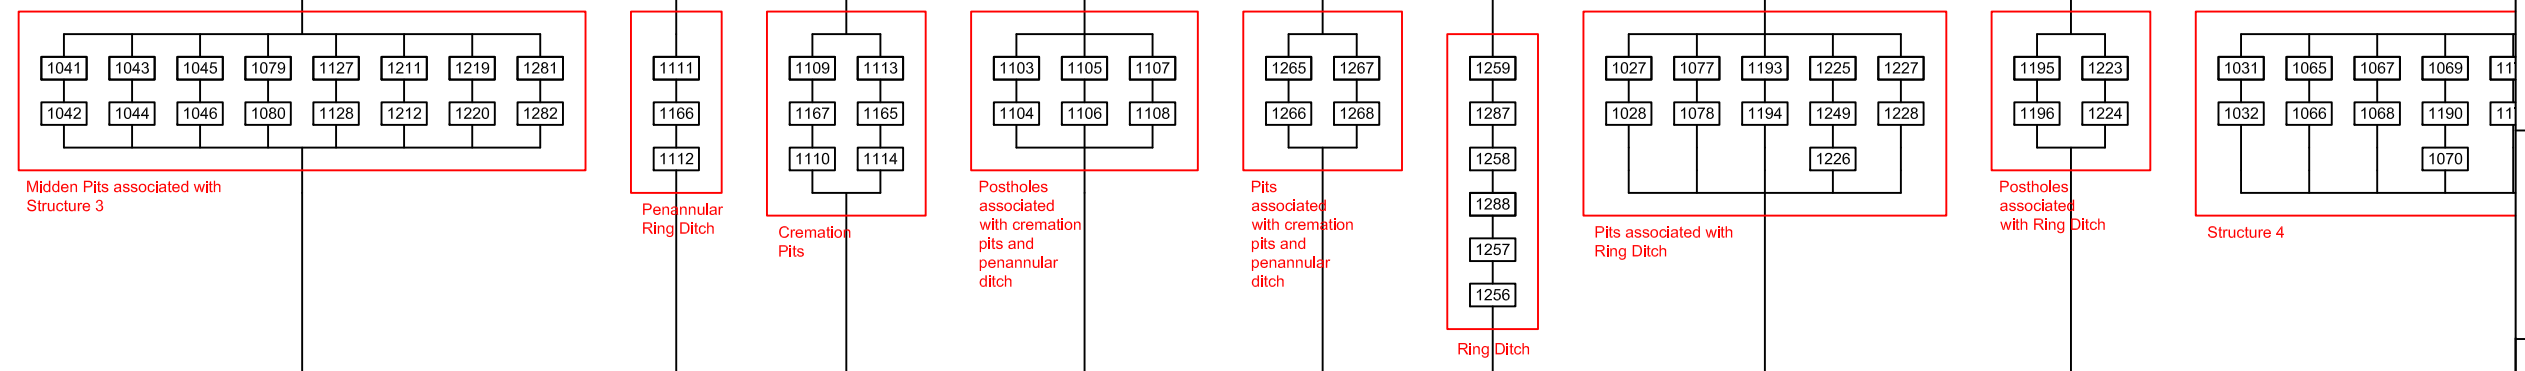 1041 1043 1045 1079 1127 1211 1219 1281
1042 1044 1046 1080 1128 1212 1220 1282
Midden Pits associated with
Structure 3
1111
1166
1112
Penannular
Ring Ditch
1109 1113
1167 1165
1110 1114
Cremation
Pits
1103 1105 1107
1104 1106 1108
Postholes
associated
with cremation
pits and
penannular
ditch
1265 1267
1266 1268
Pits
associated
with cremation
pits and
penannular
ditch
1259
1287
1258
1288
1257
1256
Ring Ditch
1027 1077 1193 1225 1227
1028 1078 1194 1249 1228
1226
Pits associated with
Ring Ditch
1195 1223
1196 1224
Postholes
associated
with Ring Ditch
1031 1065 1067 1069
1032 1066 1068 1190
1070
Structure 4